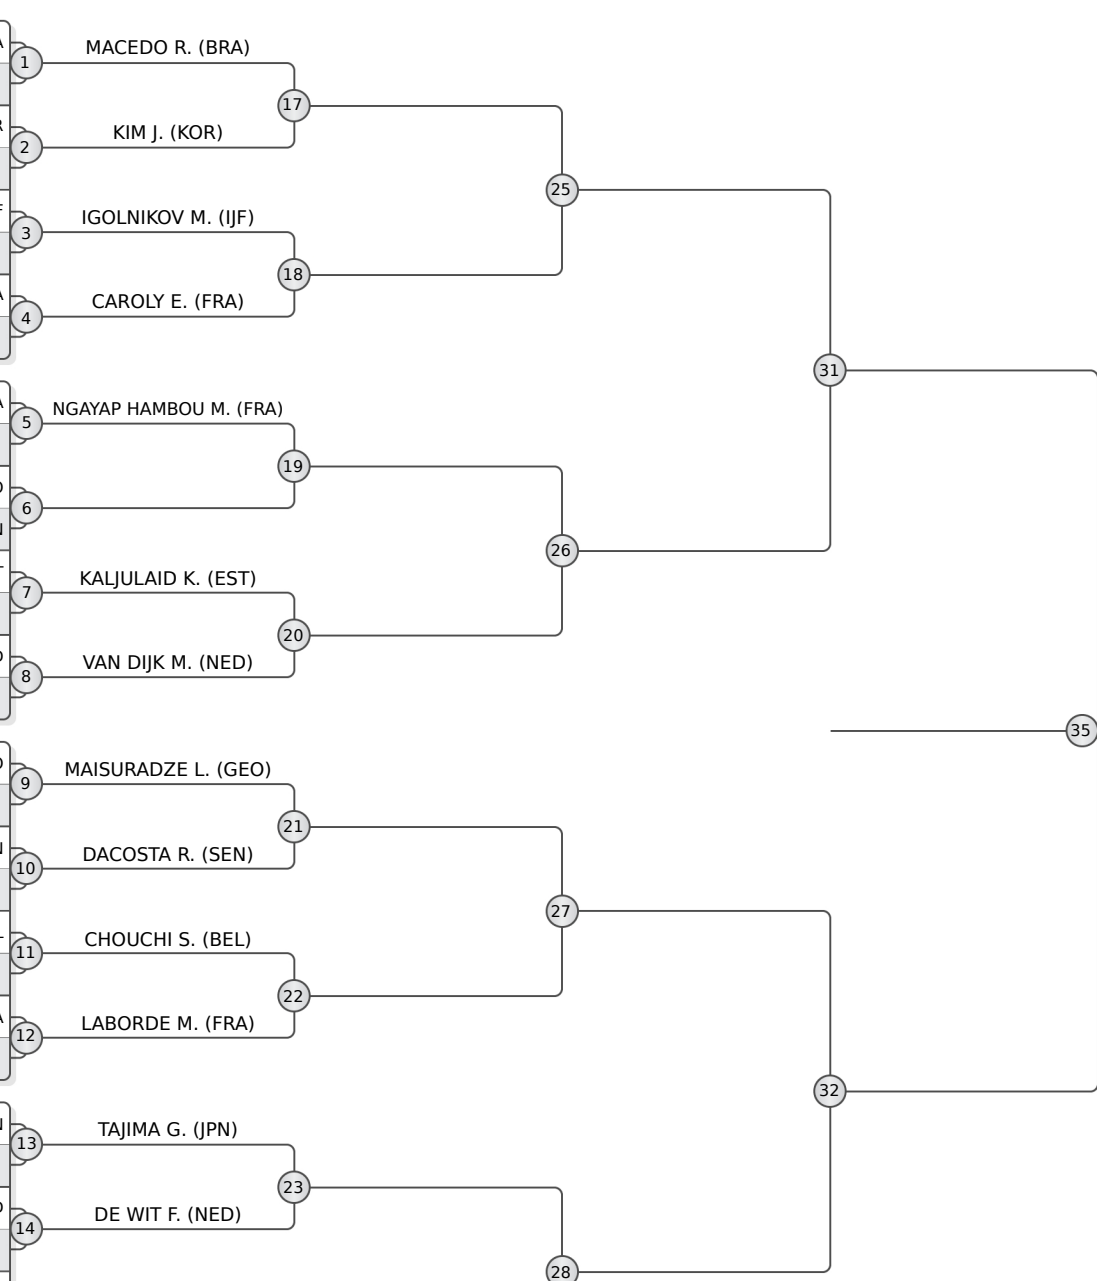 MACEDO R. (BRA)
1
17
KIM J. (KOR)
2
25
IGOLNIKOV M. (IJF)
3
18
CAROLY E. (FRA)
4
31
NGAYAP HAMBOU M. (FRA)
5
19
6
26
KALJULAID K. (EST)
7
20
VAN DIJK M. (NED)
8
35
MAISURADZE L. (GEO)
9
21
DACOSTA R. (SEN)
10
27
CHOUCHI S. (BEL)
11
22
LABORDE M. (FRA)
12
32
TAJIMA G. (JPN)
13
23
DE WIT F. (NED)
14
28